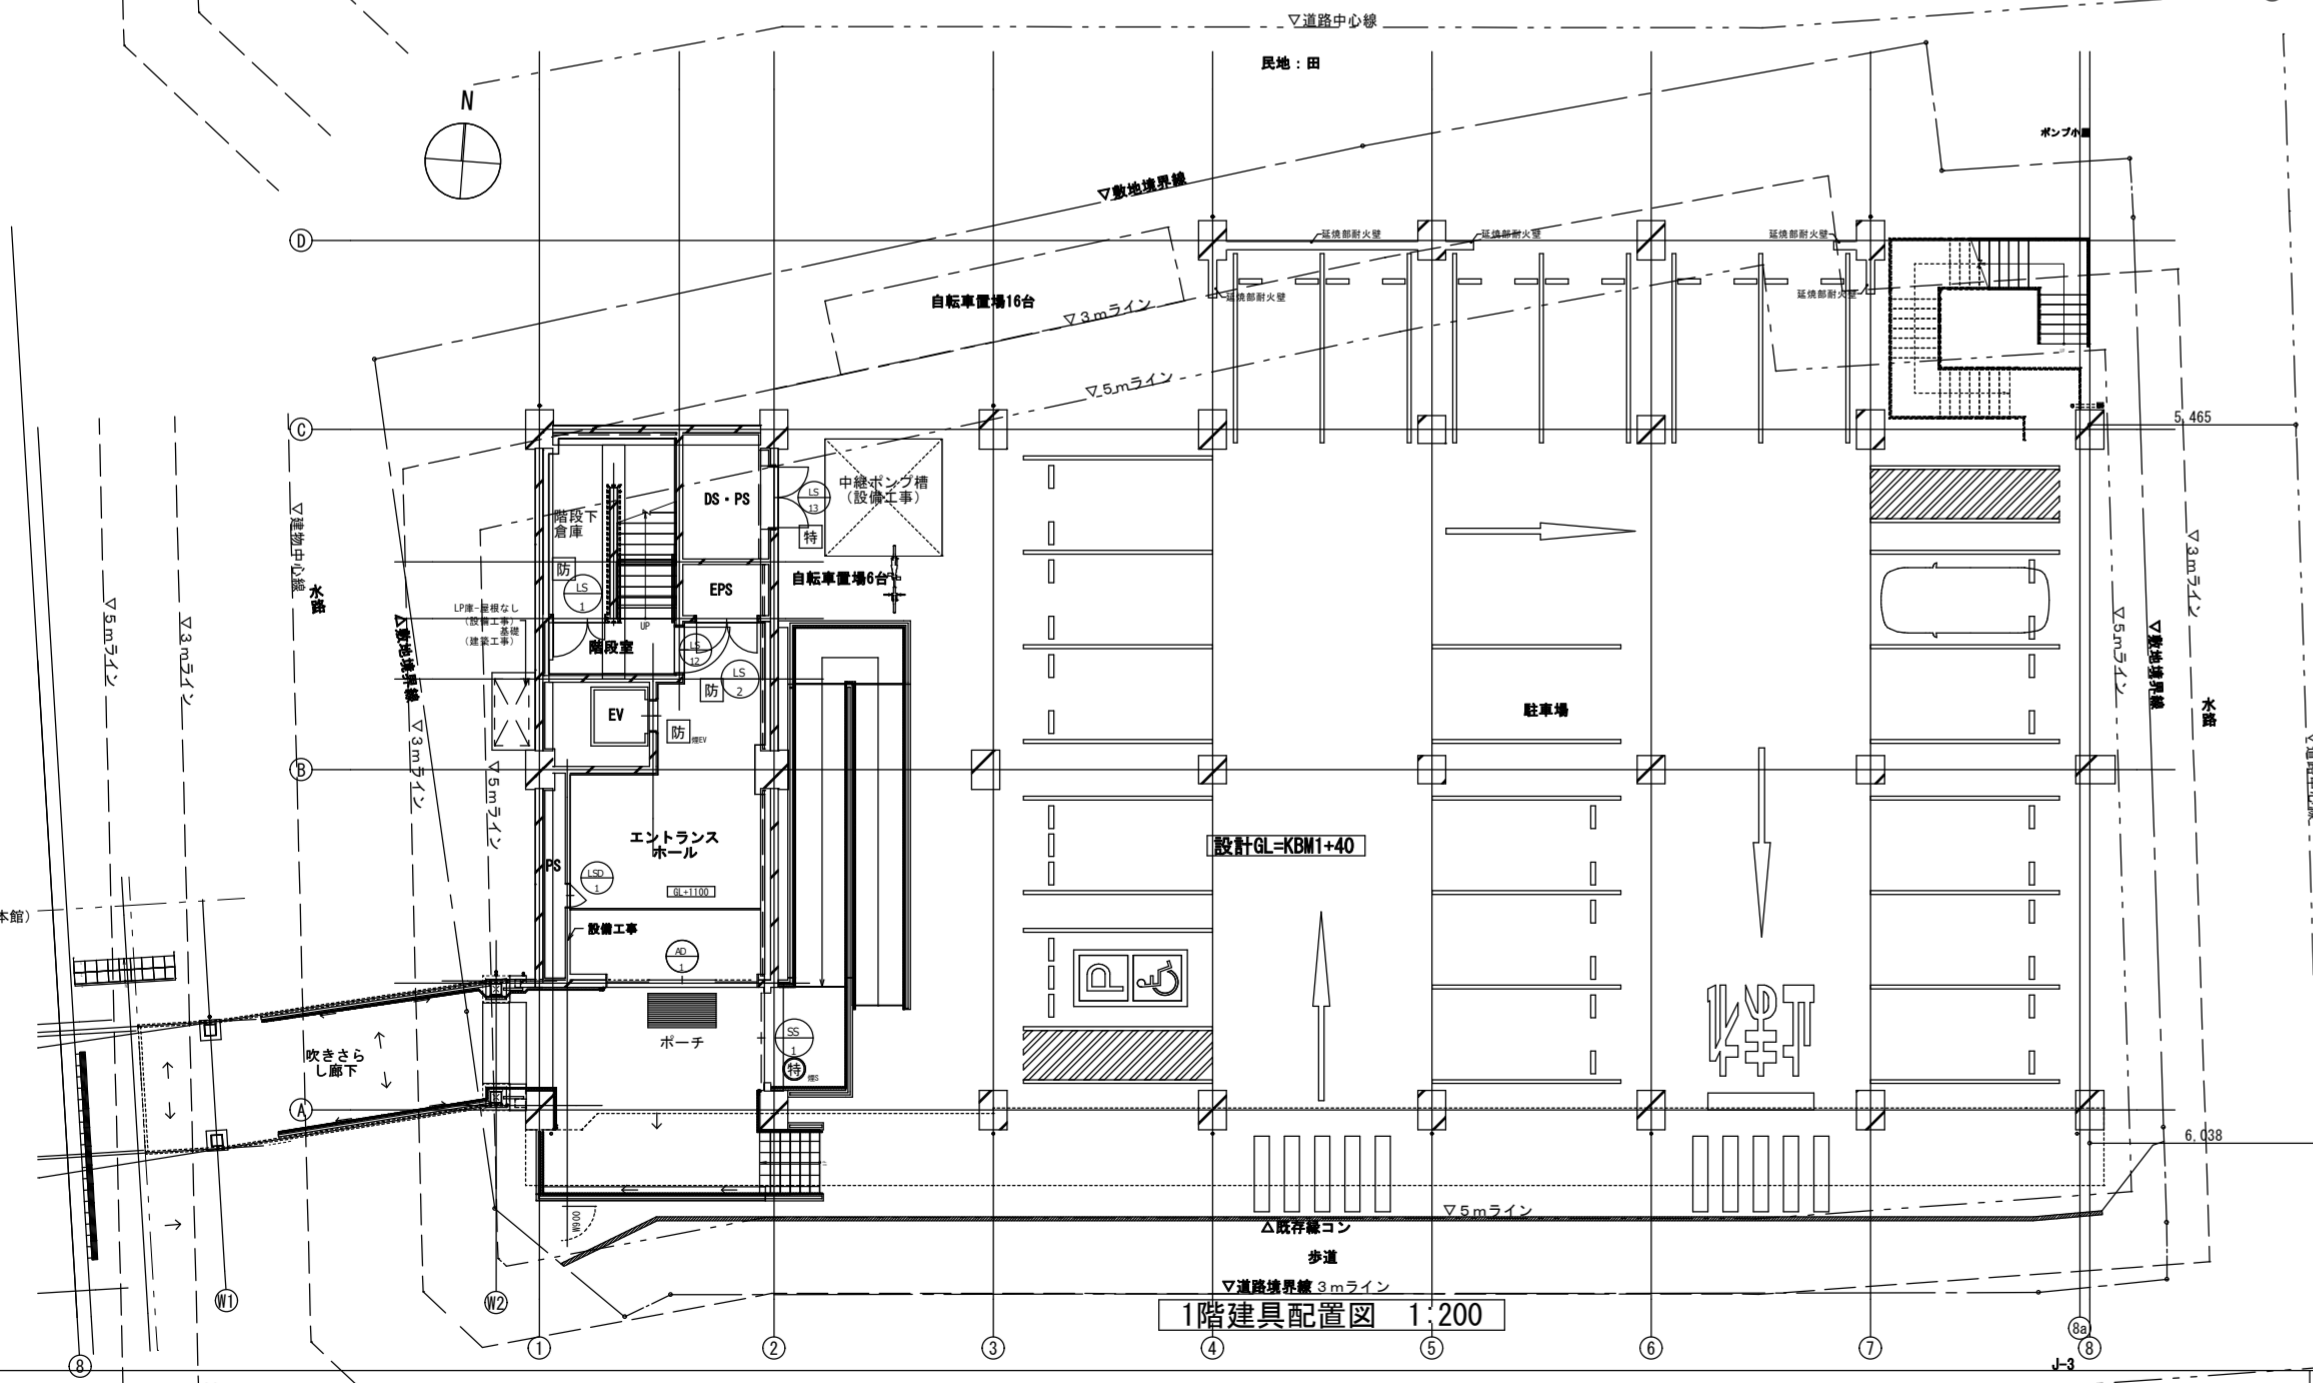 ▽道路中心線
民地：田
N
ポンプ小屋
▽敷地境界線
D
延焼部耐火壁
延焼部耐火壁
延焼部耐火壁
自転車置場16台
延焼部耐火壁
延焼部耐火壁
▽3mライン
▽5mライン
C
5,465
DS・PS
LS
13
中継ポンプ槽
（設備工事）
特
階段下
倉庫
▽建物中心線
水路
防
LS
1
EPS
自転車置場6台
▽5mライン
▽3mライン
LP庫-屋根なし
（設備工事）
基礎
（建築工事）
△敷地境界線
UP
階段室
LS
12
LS
2
防
▽3mライン
▽5mライン
▽敷地境界線
水路
EV
防
煙EV
駐車場
▽3mライン
▽5mライン
B
エントランス
ホール
設計GL=KBM1+40
PS
LSD
1
GL+1100
本館）
設備工事
AD
1
P
ポーチ
SS
1
特
煙S
吹きさら
し廊下
止まれ
A
6,038
W900
▽5mライン
△既存縁コン
歩道
▽道路境界線 3mライン
W1
W2
1階建具配置図 1:200
8
1
2
3
4
5
6
7
8a
8
J-3